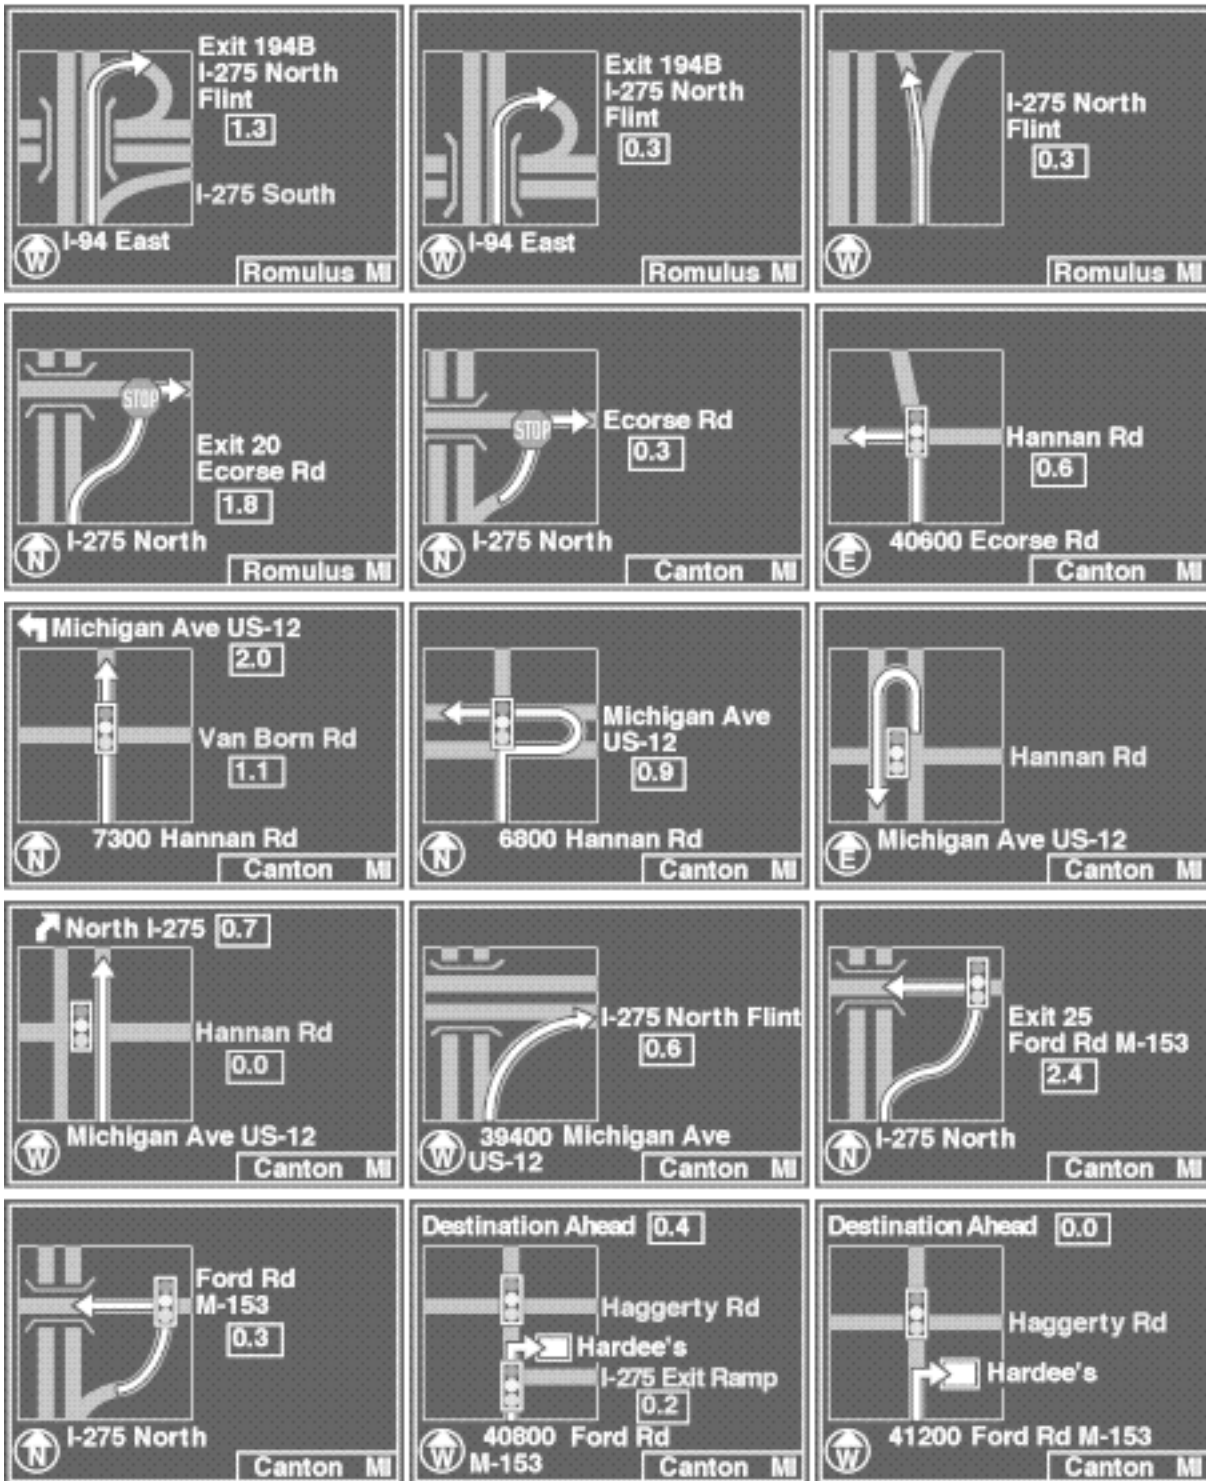 Exit 194B
I-275 North
Flint
1.3
I-275 South
I-94 East
W
Romulus MI
Exit 194B
I-275 North
Flint
0.3
I-94 East
W
Romulus MI
I-275 North
Flint
0.3
W
Romulus MI
STOP
Exit 20
Ecorse Rd
1.8
I-275 North
N
Romulus MI
STOP
Ecorse Rd
0.3
I-275 North
N
Canton MI
Hannan Rd
0.6
40600 Ecorse Rd
E
Canton MI
Michigan Ave US-12
2.0
Van Born Rd
1.1
7300 Hannan Rd
N
Canton MI
Michigan Ave
US-12
0.9
6800 Hannan Rd
N
Canton MI
Hannan Rd
Michigan Ave US-12
E
Canton MI
North I-275 0.7
Hannan Rd
0.0
Michigan Ave US-12
W
Canton MI
I-275 North Flint
0.6
39400 Michigan Ave
US-12
W
Canton MI
Exit 25
Ford Rd M-153
2.4
I-275 North
N
Canton MI
Ford Rd
M-153
0.3
I-275 North
N
Canton MI
Destination Ahead 0.4
Haggerty Rd
Hardee's
I-275 Exit Ramp
0.2
40800 Ford Rd
M-153
W
Canton MI
Destination Ahead 0.0
Haggerty Rd
Hardee's
41200 Ford Rd M-153
W
Canton MI